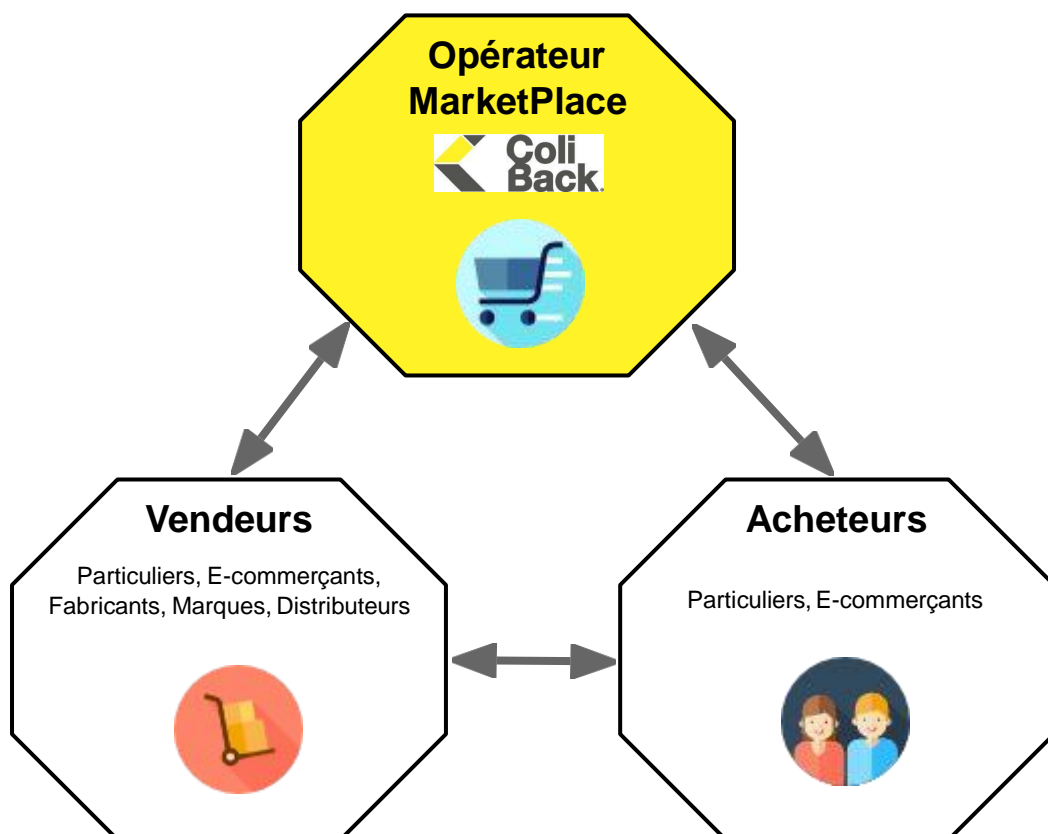 Opérateur
MarketPlace
Coli
Back.
Vendeurs
Particuliers, E-commerçants,
Fabricants, Marques, Distributeurs
Acheteurs
Particuliers, E-commerçants